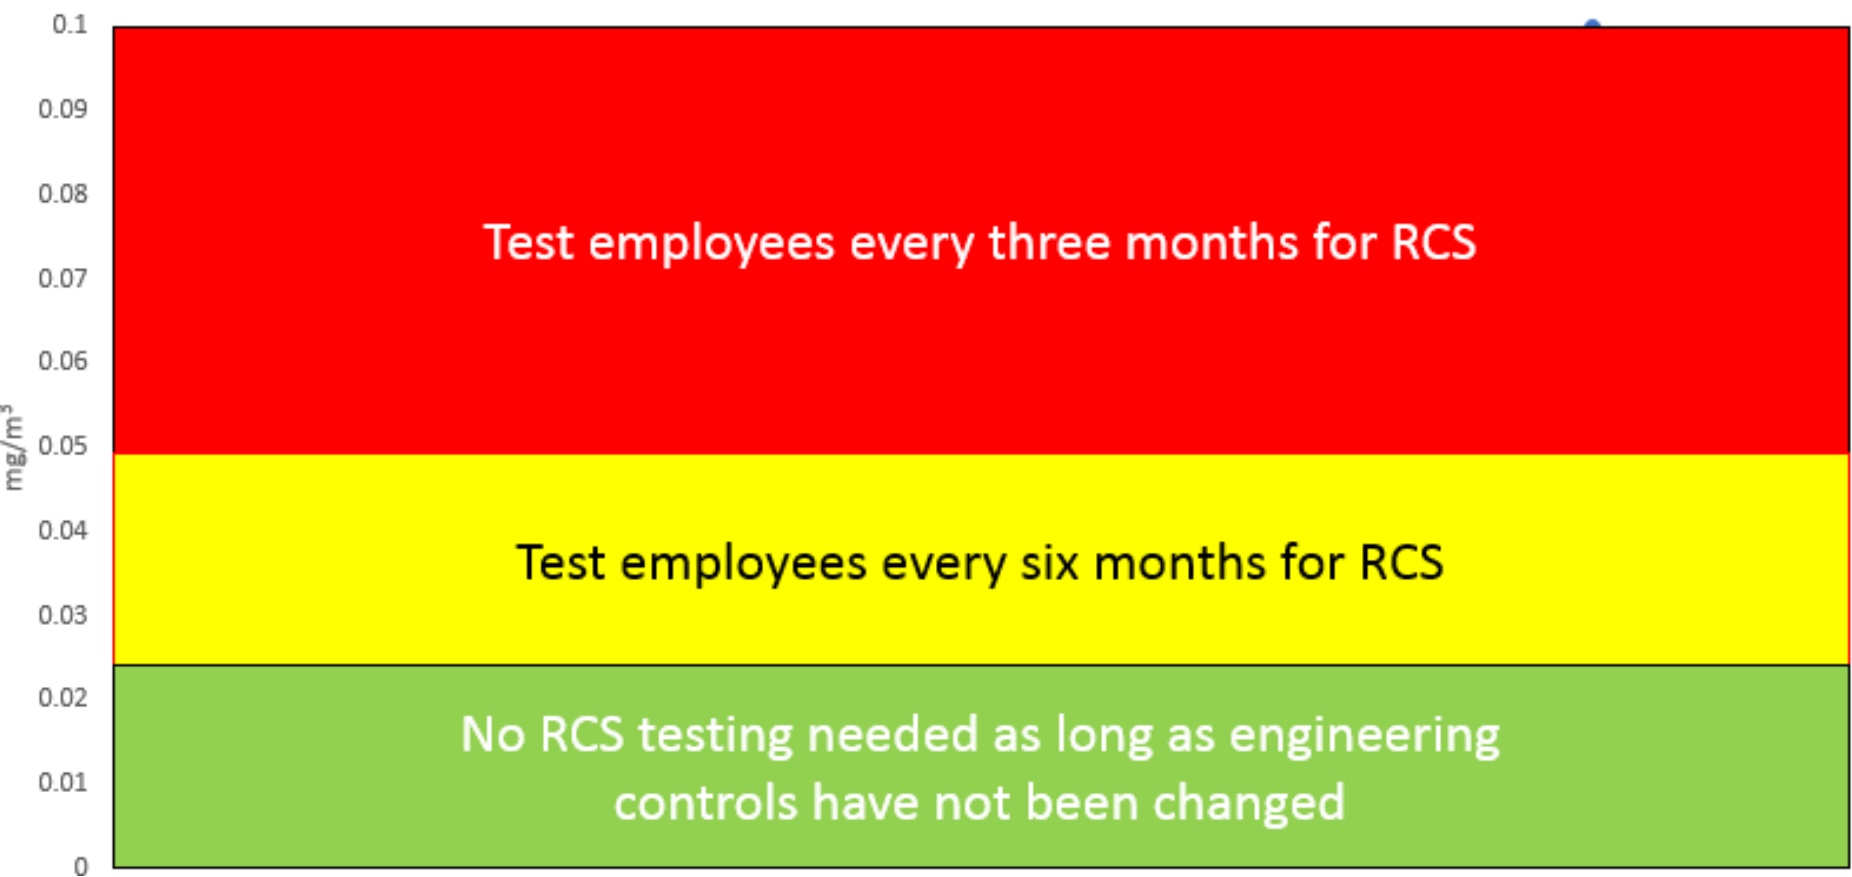 0.1
0.09
0.08
Test employees every three months for RCS
0.07
0.06
mg/m³
0.05
0.04
Test employees every six months for RCS
0.03
0.02
No RCS testing needed as long as engineering
controls have not been changed
0.01
0